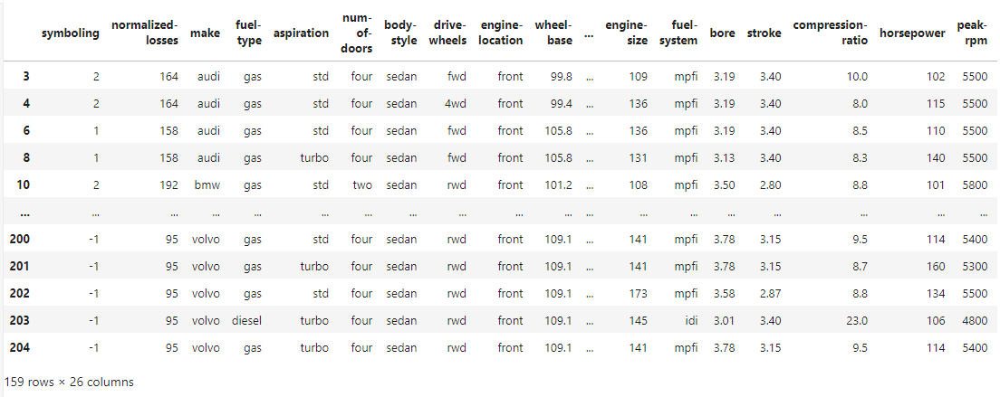 symboling normalized-losses make fuel-type aspiration num-of-doors body-style drive-wheels engine-location wheel-base ... engine-size fuel-system bore stroke compression-ratio horsepower peak-rpm
3 2 164 audi gas std four sedan fwd front 99.8 ... 109 mpfi 3.19 3.40 10.0 102 5500
4 2 164 audi gas std four sedan 4wd front 99.4 ... 136 mpfi 3.19 3.40 8.0 115 5500
6 1 158 audi gas std four sedan fwd front 105.8 ... 136 mpfi 3.19 3.40 8.5 110 5500
8 1 158 audi gas turbo four sedan fwd front 105.8 ... 131 mpfi 3.13 3.40 8.3 140 5500
10 2 192 bmw gas std two sedan rwd front 101.2 ... 108 mpfi 3.50 2.80 8.8 101 5800
... ... ... ... ... ... ... ... ... ... ... ... ... ... ... ... ... ... ...
200 -1 95 volvo gas std four sedan rwd front 109.1 ... 141 mpfi 3.78 3.15 9.5 114 5400
201 -1 95 volvo gas turbo four sedan rwd front 109.1 ... 141 mpfi 3.78 3.15 8.7 160 5300
202 -1 95 volvo gas std four sedan rwd front 109.1 ... 173 mpfi 3.58 2.87 8.8 134 5500
203 -1 95 volvo diesel turbo four sedan rwd front 109.1 ... 145 idi 3.01 3.40 23.0 106 4800
204 -1 95 volvo gas turbo four sedan rwd front 109.1 ... 141 mpfi 3.78 3.15 9.5 114 5400
159 rows × 26 columns